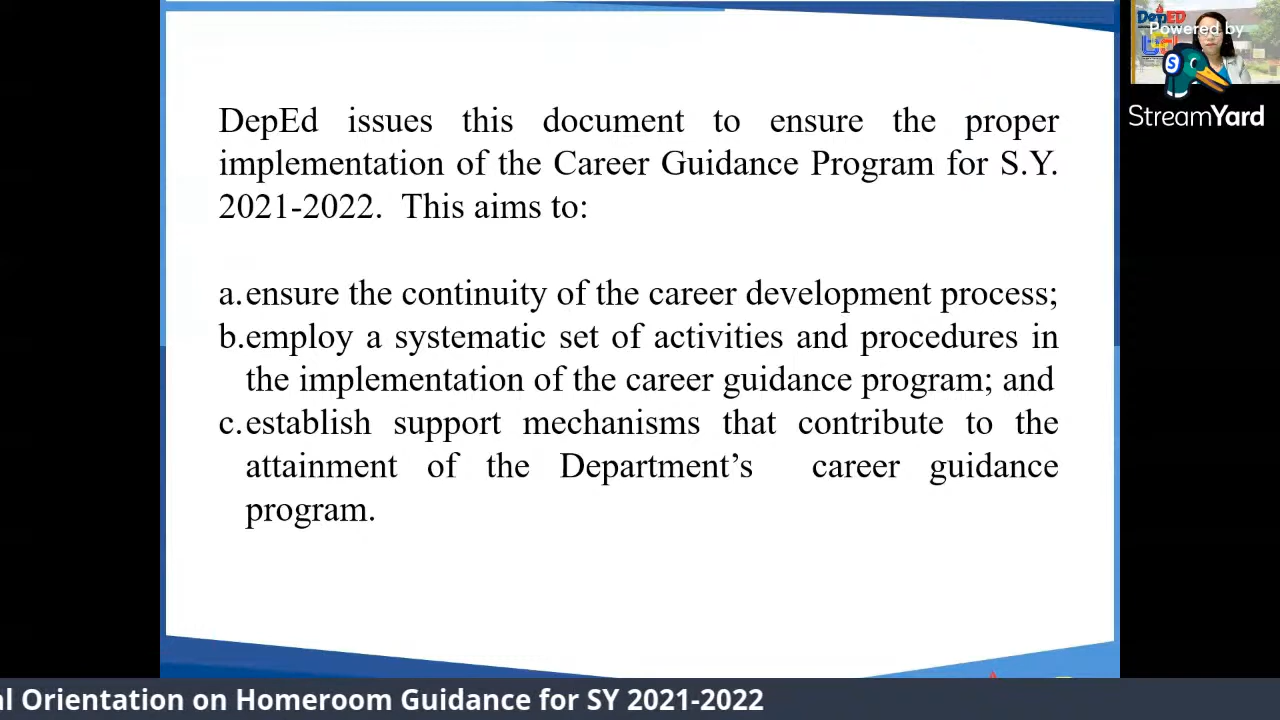 DepED
Powered by
StreamYard
DepEd issues this document to ensure the proper
implementation of the Career Guidance Program for S.Y.
2021-2022. This aims to:
a. ensure the continuity of the career development process;
b. employ a systematic set of activities and procedures in
the implementation of the career guidance program; and
c. establish support mechanisms that contribute to the
attainment of the Department’s career guidance
program.
al Orientation on Homeroom Guidance for SY 2021-2022